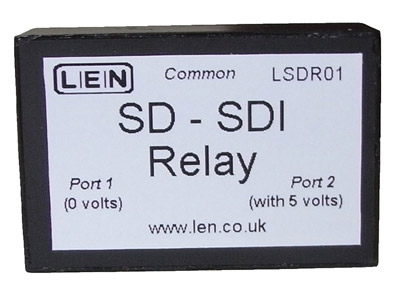 LEN Common LSDR01
SD - SDI
Relay
Port 1 Port 2
(0 volts) (with 5 volts)
www.len.co.uk